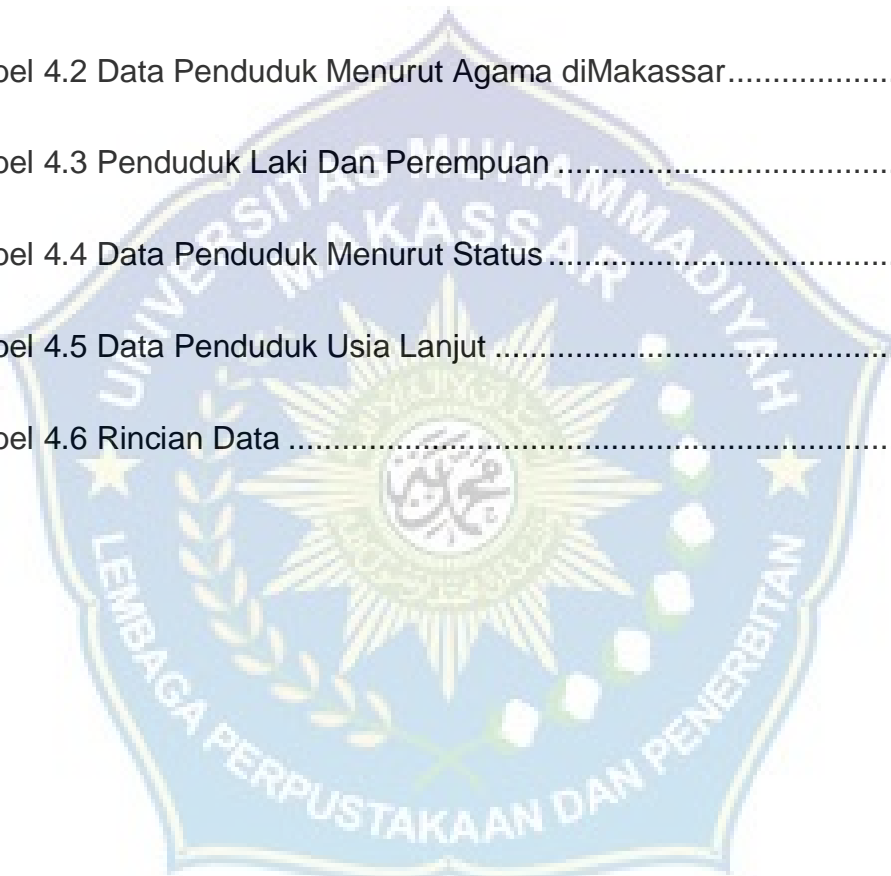 bel 4.2 Data Penduduk Menurut Agama diMakassar..................
bel 4.3 Penduduk Laki Dan Perempuan.....................................
bel 4.4 Data Penduduk Menurut Status......................................
bel 4.5 Data Penduduk Usia Lanjut............................................
bel 4.6 Rincian Data...................................................................
UNIVERSITAS MUHAMMADIYAH
MAKASSAR
LEMBAGA PERPUSTAKAAN DAN PENERBITAN